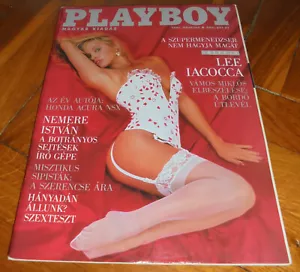 PLAYBOY
MAGYAR KIADÁS
A SZUPERMENEDZSER
NEM HAGYJA MAGÁT
LEE
IACOCCA
VÁMOS MIKLÓS
ELBESZÉLÉSE:
A BORDÓ
ÚTLEVÉL
AZ ÉV AUTÓJA:
HONDA ACURA NSX
NEMERE
ISTVÁN
A BOTRÁNYOS
SEJTÉSEK
ÍRÓ GÉPE
MISZTIKUS
SIPISTÁK:
A SZERENCSE ÁRA
HÁNYADÁN
ÁLLUNK?
SZEXTESZT